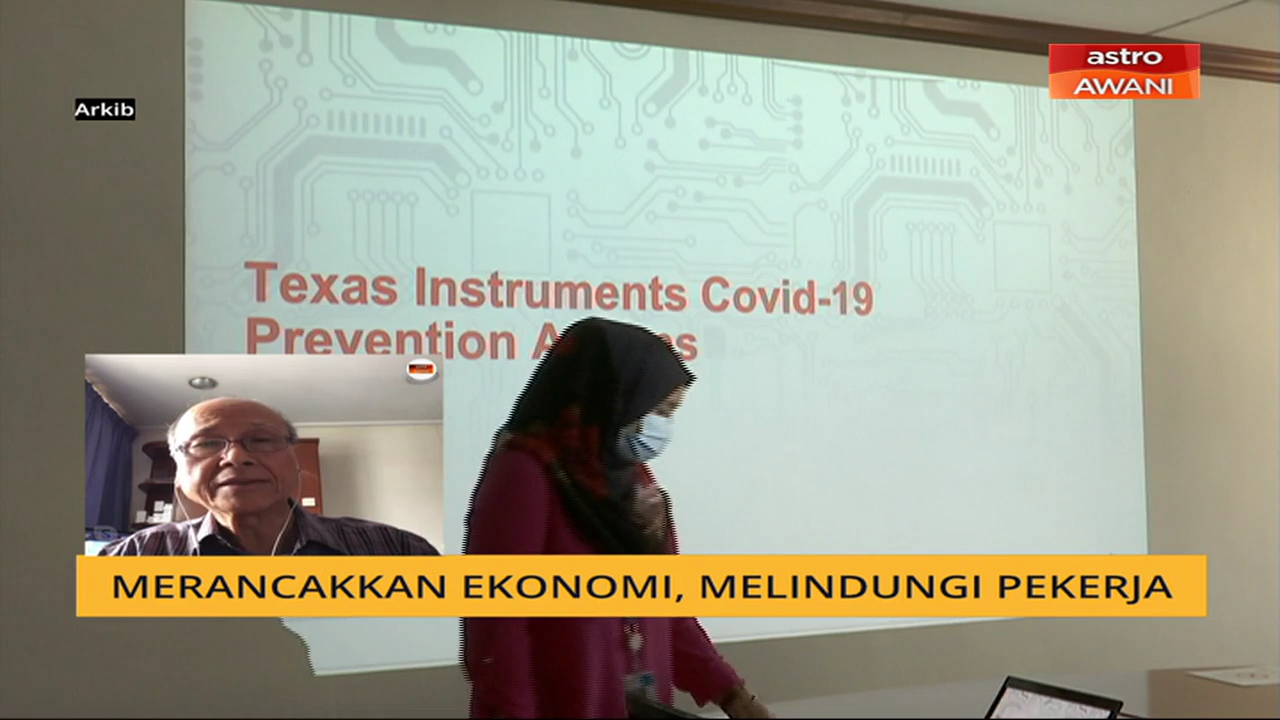 astro
AWANI
Arkib
Texas Instruments Covid-19
Prevention
MERANCAKKAN EKONOMI, MELINDUNGI PEKERJA